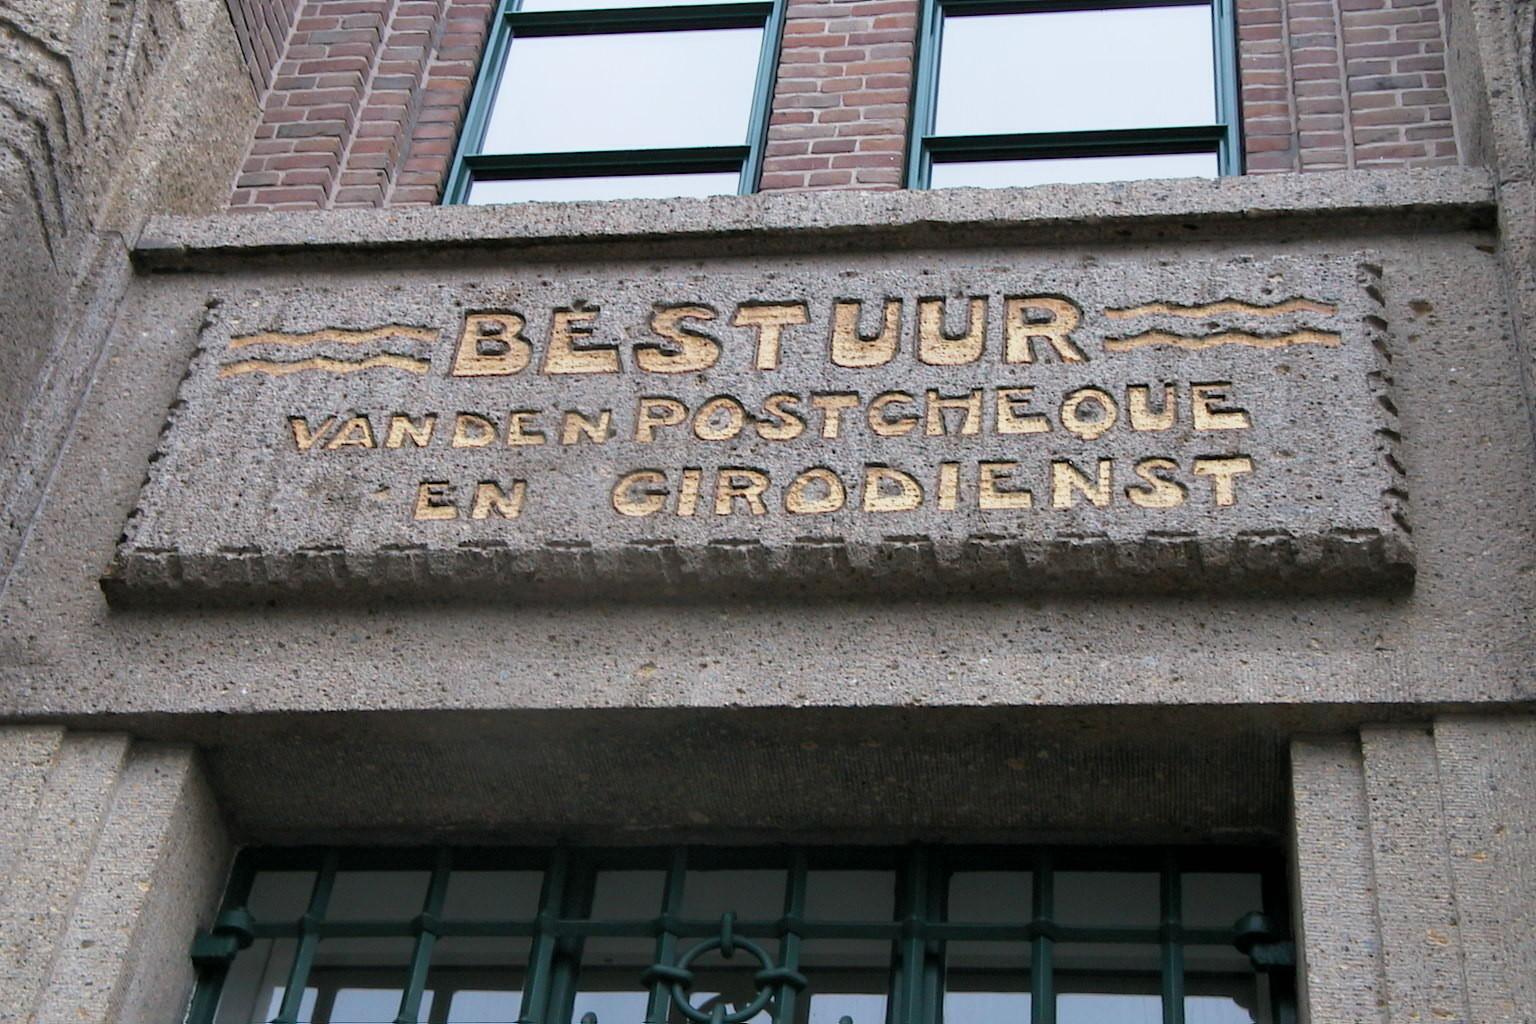 BESTUUR
VAN DEN POSTCHEQUE
EN GIRODIENST